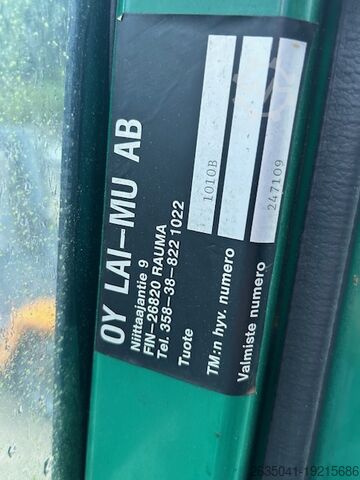 OY LAI-MU AB
Niittaajantie 9
FIN-26820 RAUMA
Tel. 358-38-822 1022
Tuote 1010B
TM:n hyv. numero
Valmiste numero 247109
2635041-19215686